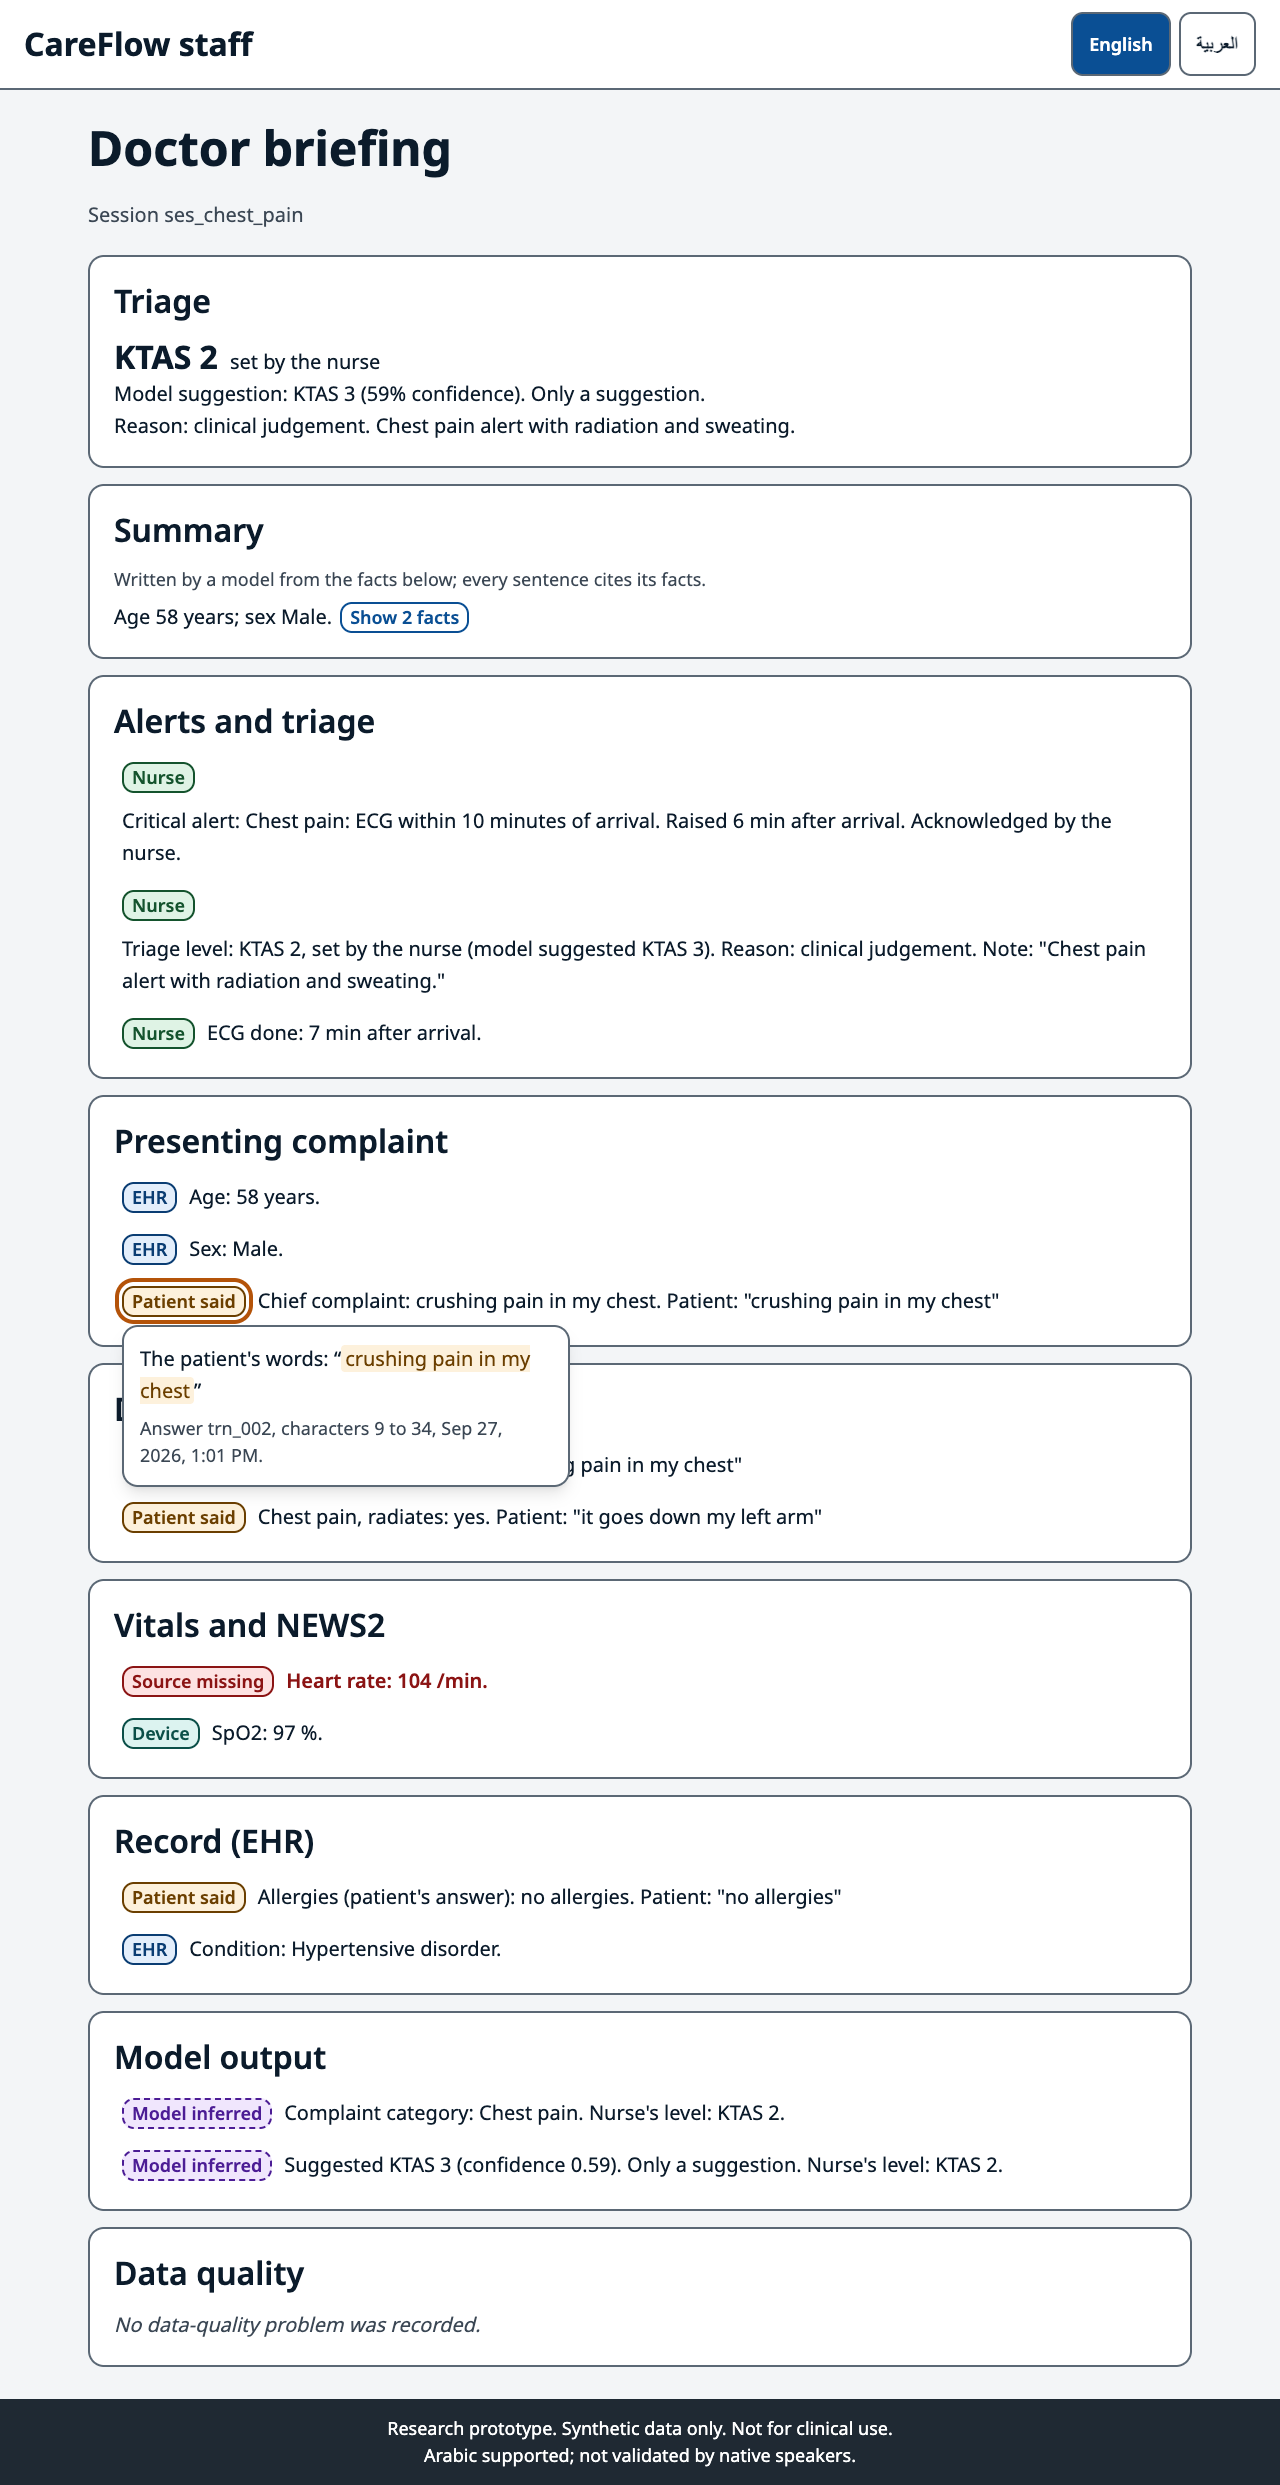 CareFlow staff
English
العربية
Doctor briefing
Session ses_chest_pain
Triage
KTAS 2 set by the nurse
Model suggestion: KTAS 3 (59% confidence). Only a suggestion.
Reason: clinical judgement. Chest pain alert with radiation and sweating.
Summary
Written by a model from the facts below; every sentence cites its facts.
Age 58 years; sex Male. Show 2 facts
Alerts and triage
Nurse
Critical alert: Chest pain: ECG within 10 minutes of arrival. Raised 6 min after arrival. Acknowledged by the
nurse.
Nurse
Triage level: KTAS 2, set by the nurse (model suggested KTAS 3). Reason: clinical judgement. Note: "Chest pain
alert with radiation and sweating."
Nurse ECG done: 7 min after arrival.
Presenting complaint
EHR Age: 58 years.
EHR Sex: Male.
Patient said Chief complaint: crushing pain in my chest. Patient: "crushing pain in my chest"
The patient's words: “crushing pain in my
chest”
Answer trn_002, characters 9 to 34, Sep 27,
2026, 1:01 PM.
pain in my chest"
Patient said Chest pain, radiates: yes. Patient: "it goes down my left arm"
Vitals and NEWS2
Source missing Heart rate: 104 /min.
Device SpO2: 97 %.
Record (EHR)
Patient said Allergies (patient's answer): no allergies. Patient: "no allergies"
EHR Condition: Hypertensive disorder.
Model output
Model inferred Complaint category: Chest pain. Nurse's level: KTAS 2.
Model inferred Suggested KTAS 3 (confidence 0.59). Only a suggestion. Nurse's level: KTAS 2.
Data quality
No data-quality problem was recorded.
Research prototype. Synthetic data only. Not for clinical use.
Arabic supported; not validated by native speakers.